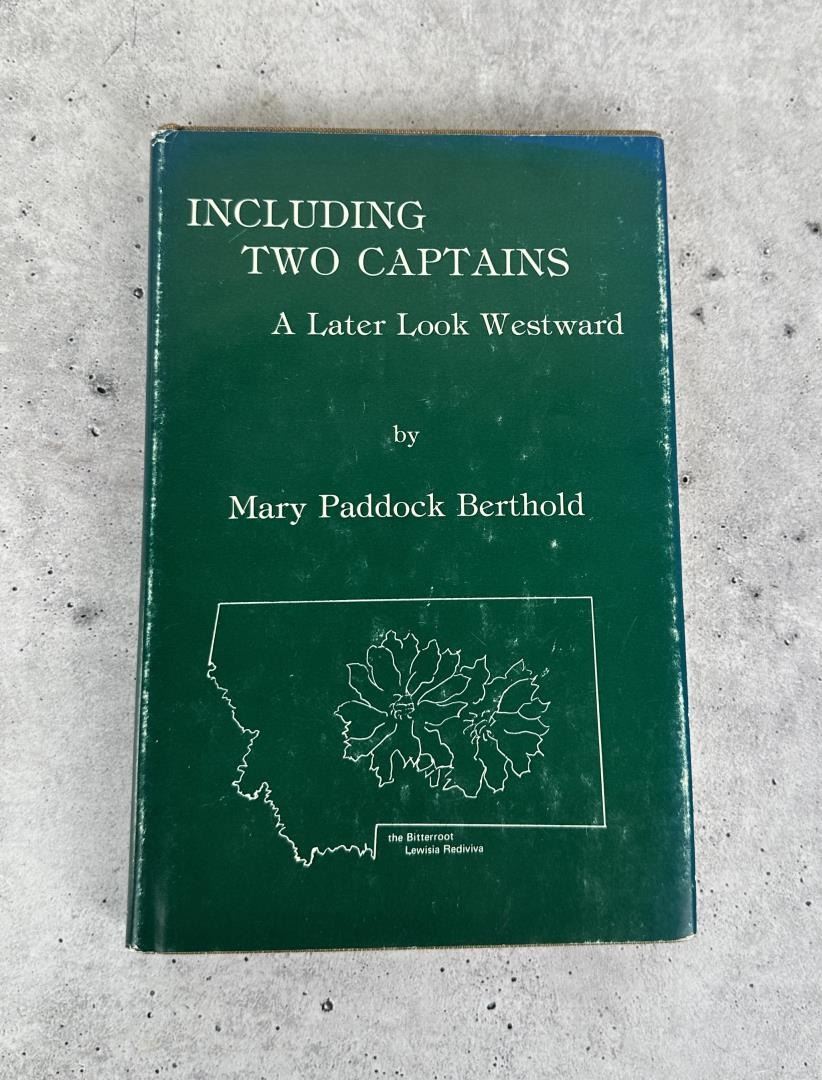 INCLUDING
TWO CAPTAINS
A Later Look Westward
by
Mary Paddock Berthold
the Bitterroot
Lewisia Rediviva